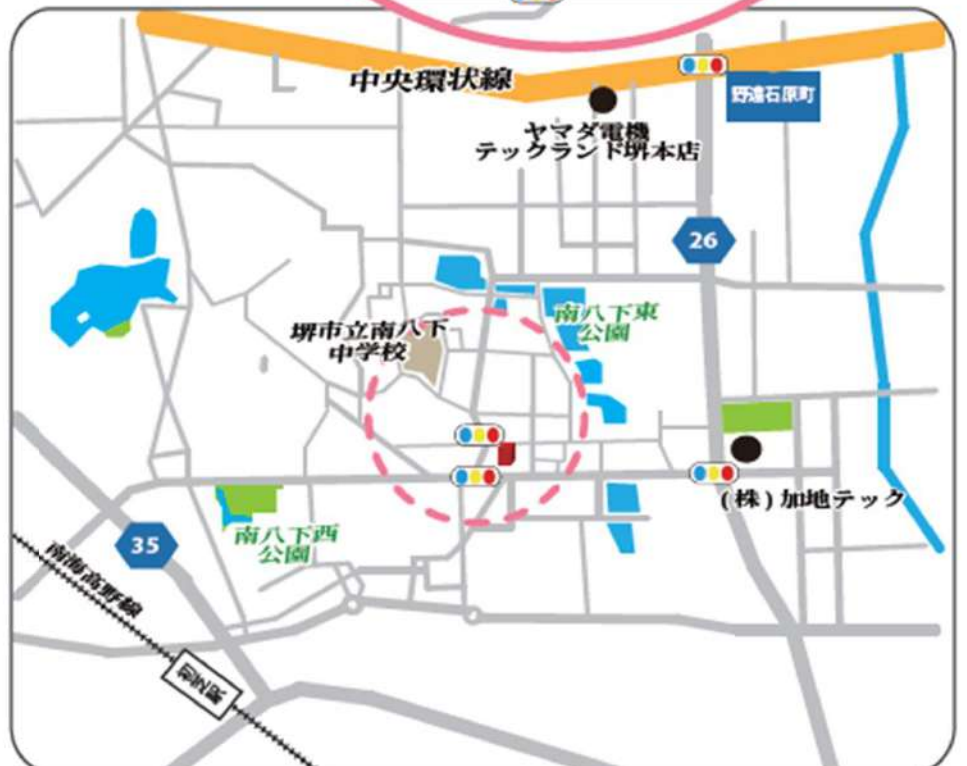 中央環状線
野遠石原町
ヤマダ電機
テックランド堺本店
26
南八下東
公園
堺市立南八下
中学校
(株)加地テック
南八下西
公園
35
南海高野線
初芝駅